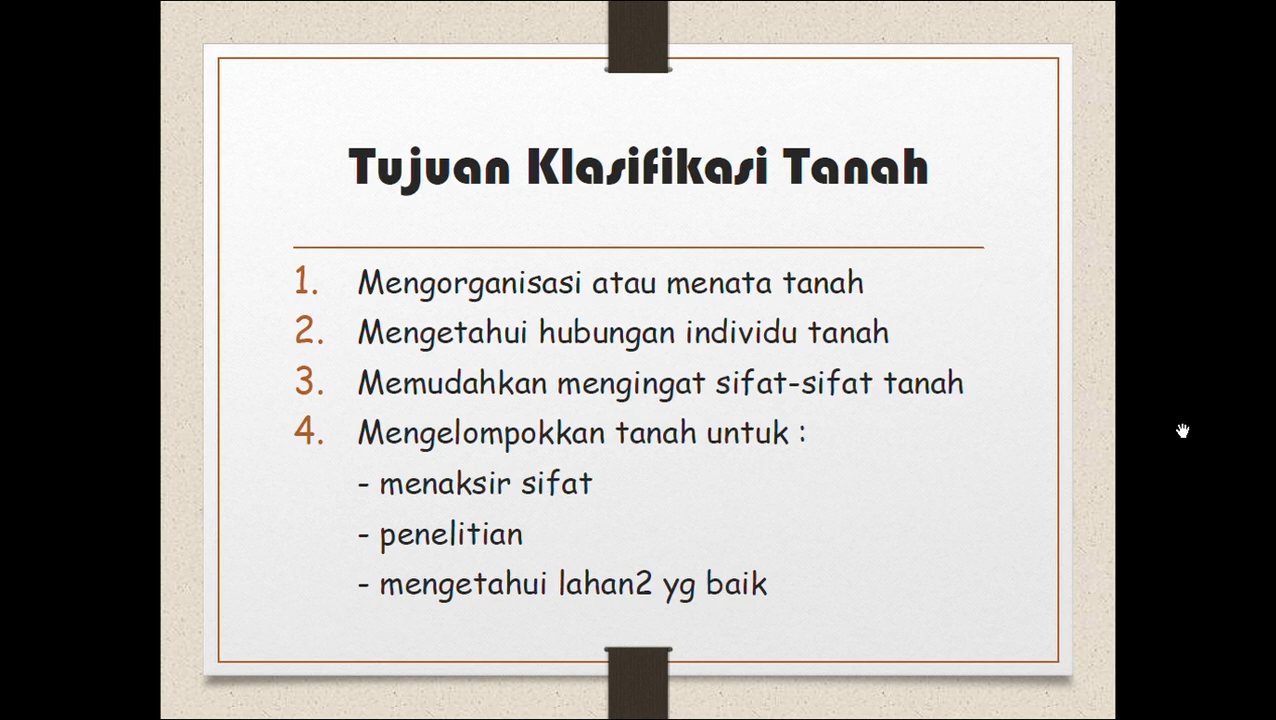 Tujuan Klasifikasi Tanah
1. Mengorganisasi atau menata tanah
2. Mengetahui hubungan individu tanah
3. Memudahkan mengingat sifat-sifat tanah
4. Mengelompokkan tanah untuk :
- menaksir sifat
- penelitian
- mengetahui lahan2 yg baik